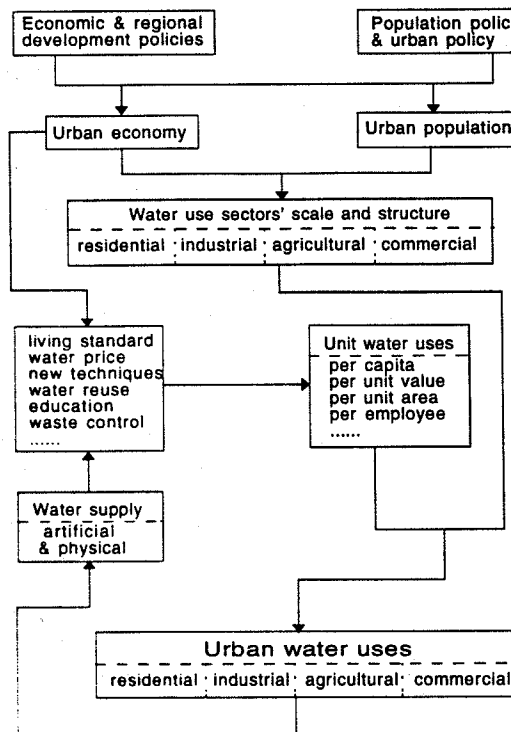 Economic & regional
development policies
Population polic
& urban policy
Urban economy
Urban population
Water use sectors' scale and structure
residential industrial agricultural commercial
living standard
water price
new techniques
water reuse
education
waste control
......
Unit water uses
per capita
per unit value
per unit area
per employee
......
Water supply
artificial
& physical
Urban water uses
residential industrial agricultural commercial